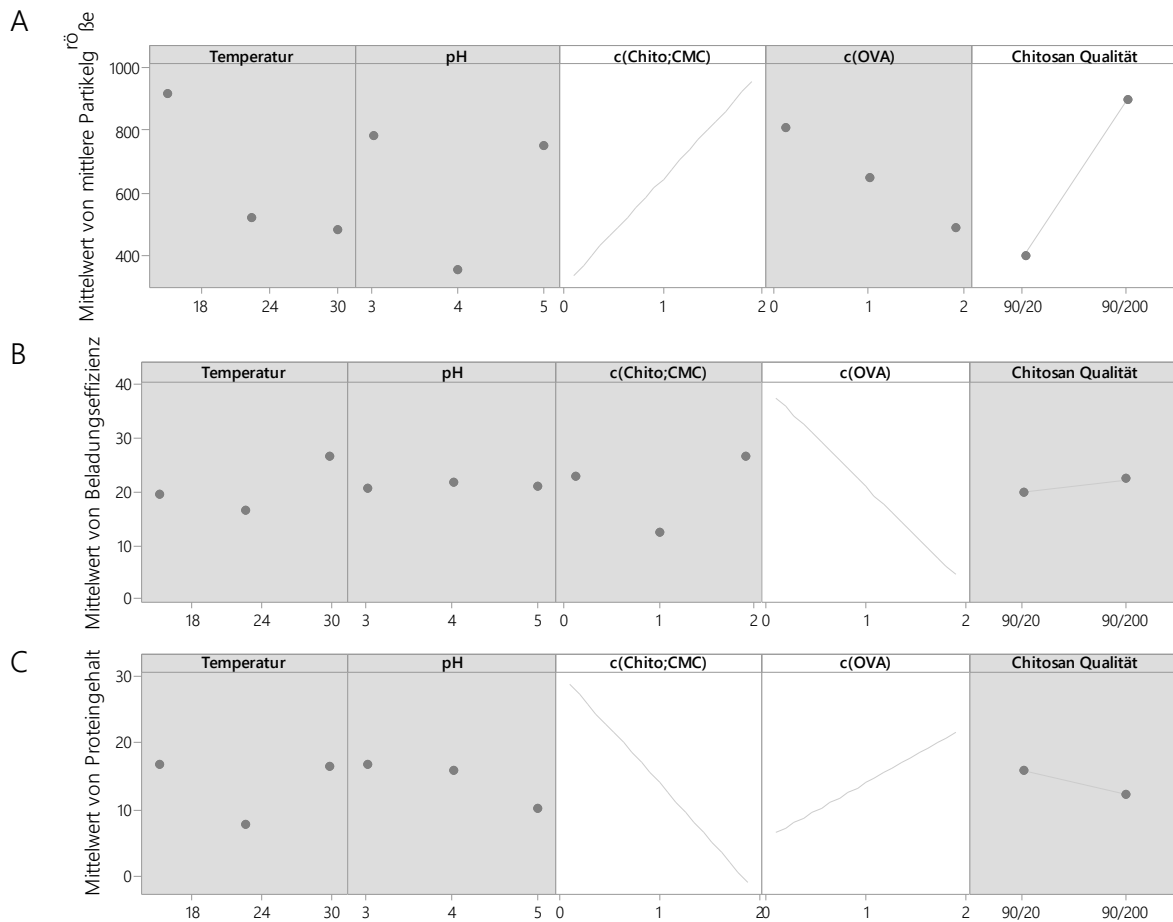 A
Mittelwert von mittlere Partikelgröße
Temperatur pH c(Chito;CMC) c(OVA) Chitosan Qualität
1000
800
600
400
18 24 30 3 4 5 0 1 2 0 1 2 90/20 90/200
B
Mittelwert von Beladungseffizienz
Temperatur pH c(Chito;CMC) c(OVA) Chitosan Qualität
40
30
20
10
0
18 24 30 3 4 5 0 1 2 0 1 2 90/20 90/200
C
Mittelwert von Proteingehalt
Temperatur pH c(Chito;CMC) c(OVA) Chitosan Qualität
30
20
10
0
18 24 30 3 4 5 0 1 2 0 1 2 90/20 90/200